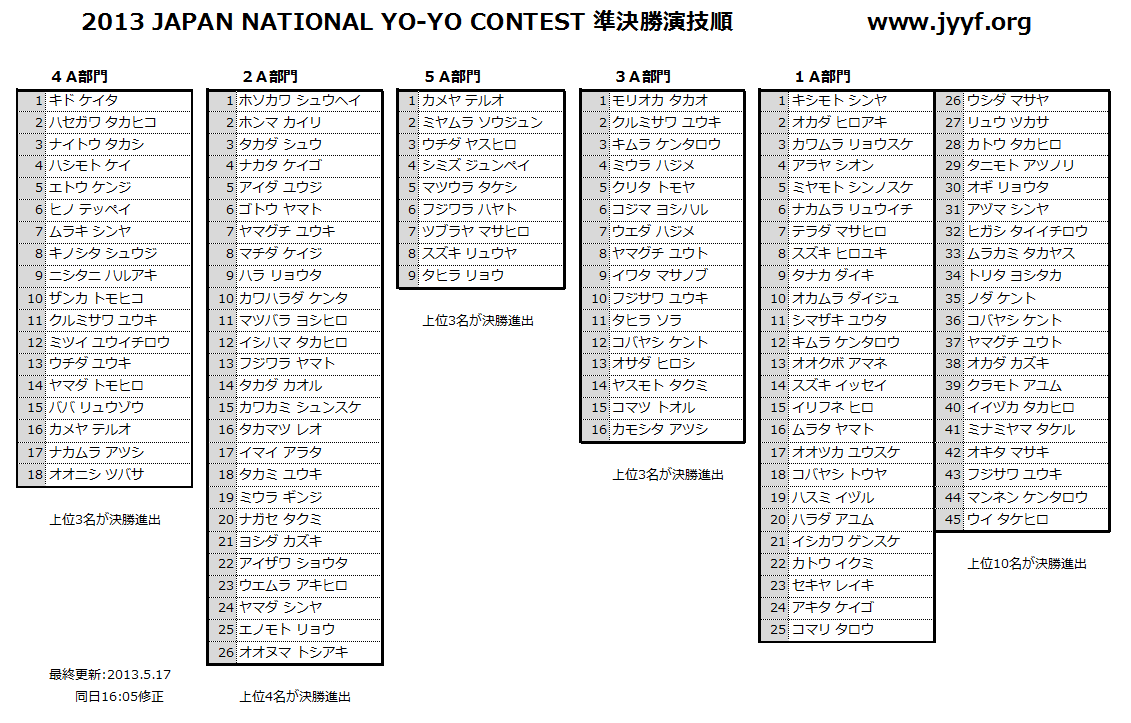 2013 JAPAN NATIONAL YO-YO CONTEST 準決勝演技順 www.jyyf.org
４Ａ部門
1 キド ケイタ
2 ハセガワ タカヒコ
3 ナイトウ タカシ
4 ハシモト ケイ
5 エトウ ケンジ
6 ヒノ テッペイ
7 ムラキ シンヤ
8 キノシタ シュウジ
9 ニシタニ ハルアキ
10 ザンカ トモヒコ
11 クルミサワ ユウキ
12 ミツイ ユウイチロウ
13 ウチダ ユウキ
14 ヤマダ トモヒロ
15 ババ リュウゾウ
16 カメヤ テルオ
17 ナカムラ アツシ
18 オオニシ ツバサ
上位3名が決勝進出
最終更新:2013.5.17
同日16:05修正
２Ａ部門
1 ホソカワ シュウヘイ
2 ホンマ カイリ
3 タカダ シュウ
4 ナカタ ケイゴ
5 アイダ ユウジ
6 ゴトウ ヤマト
7 ヤマグチ ユウキ
8 マチダ ケイジ
9 ハラ リョウタ
10 カワハラダ ケンタ
11 マツバラ ヨシヒロ
12 イシハマ タカヒロ
13 フジワラ ヤマト
14 タカダ カオル
15 カワカミ シュンスケ
16 タカマツ レオ
17 イマイ アラタ
18 タカミ ユウキ
19 ミウラ ギンジ
20 ナガセ タクミ
21 ヨシダ カズキ
22 アイザワ ショウタ
23 ウエムラ アキヒロ
24 ヤマダ シンヤ
25 エノモト リョウ
26 オオヌマ トシアキ
上位4名が決勝進出
５Ａ部門
1 カメヤ テルオ
2 ミヤムラ ソウジュン
3 ウチダ ヤスヒロ
4 シミズ ジュンペイ
5 マツウラ タケシ
6 フジワラ ハヤト
7 ツブラヤ マサヒロ
8 スズキ リュウヤ
9 タヒラ リョウ
上位3名が決勝進出
３Ａ部門
1 モリオカ タカオ
2 クルミサワ ユウキ
3 キムラ ケンタロウ
4 ミウラ ハジメ
5 クリタ トモヤ
6 コジマ ヨシハル
7 ウエダ ハジメ
8 ヤマグチ ユウト
9 イワタ マサノブ
10 フジサワ ユウキ
11 タヒラ ソラ
12 コバヤシ ケント
13 オサダ ヒロシ
14 ヤスモト タクミ
15 コマツ トオル
16 カモシタ アツシ
上位3名が決勝進出
１Ａ部門
1 キシモト シンヤ
2 オカダ ヒロアキ
3 カワムラ リョウスケ
4 アラヤ シオン
5 ミヤモト シンノスケ
6 ナカムラ リュウイチ
7 テラダ マサヒロ
8 スズキ ヒロユキ
9 タナカ ダイキ
10 オカムラ ダイジュ
11 シマザキ ユウタ
12 キムラ ケンタロウ
13 オオクボ アマネ
14 スズキ イッセイ
15 イリフネ ヒロ
16 ムラタ ヤマト
17 オオツカ ユウスケ
18 コバヤシ トウヤ
19 ハスミ イヅル
20 ハラダ アユム
21 イシカワ ゲンスケ
22 カトウ イクミ
23 セキヤ レイキ
24 アキタ ケイゴ
25 コマリ タロウ
26 ウシダ マサヤ
27 リュウ ツカサ
28 カトウ タカヒロ
29 タニモト アツノリ
30 オギ リョウタ
31 アヅマ シンヤ
32 ヒガシ タイイチロウ
33 ムラカミ タカヤス
34 トリタ ヨシタカ
35 ノダ ケント
36 コバヤシ ケント
37 ヤマグチ ユウト
38 オカダ カズキ
39 クラモト アユム
40 イイヅカ タカヒロ
41 ミナミヤマ タケル
42 オキタ マサキ
43 フジサワ ユウキ
44 マンネン ケンタロウ
45 ウイ タケヒロ
上位10名が決勝進出